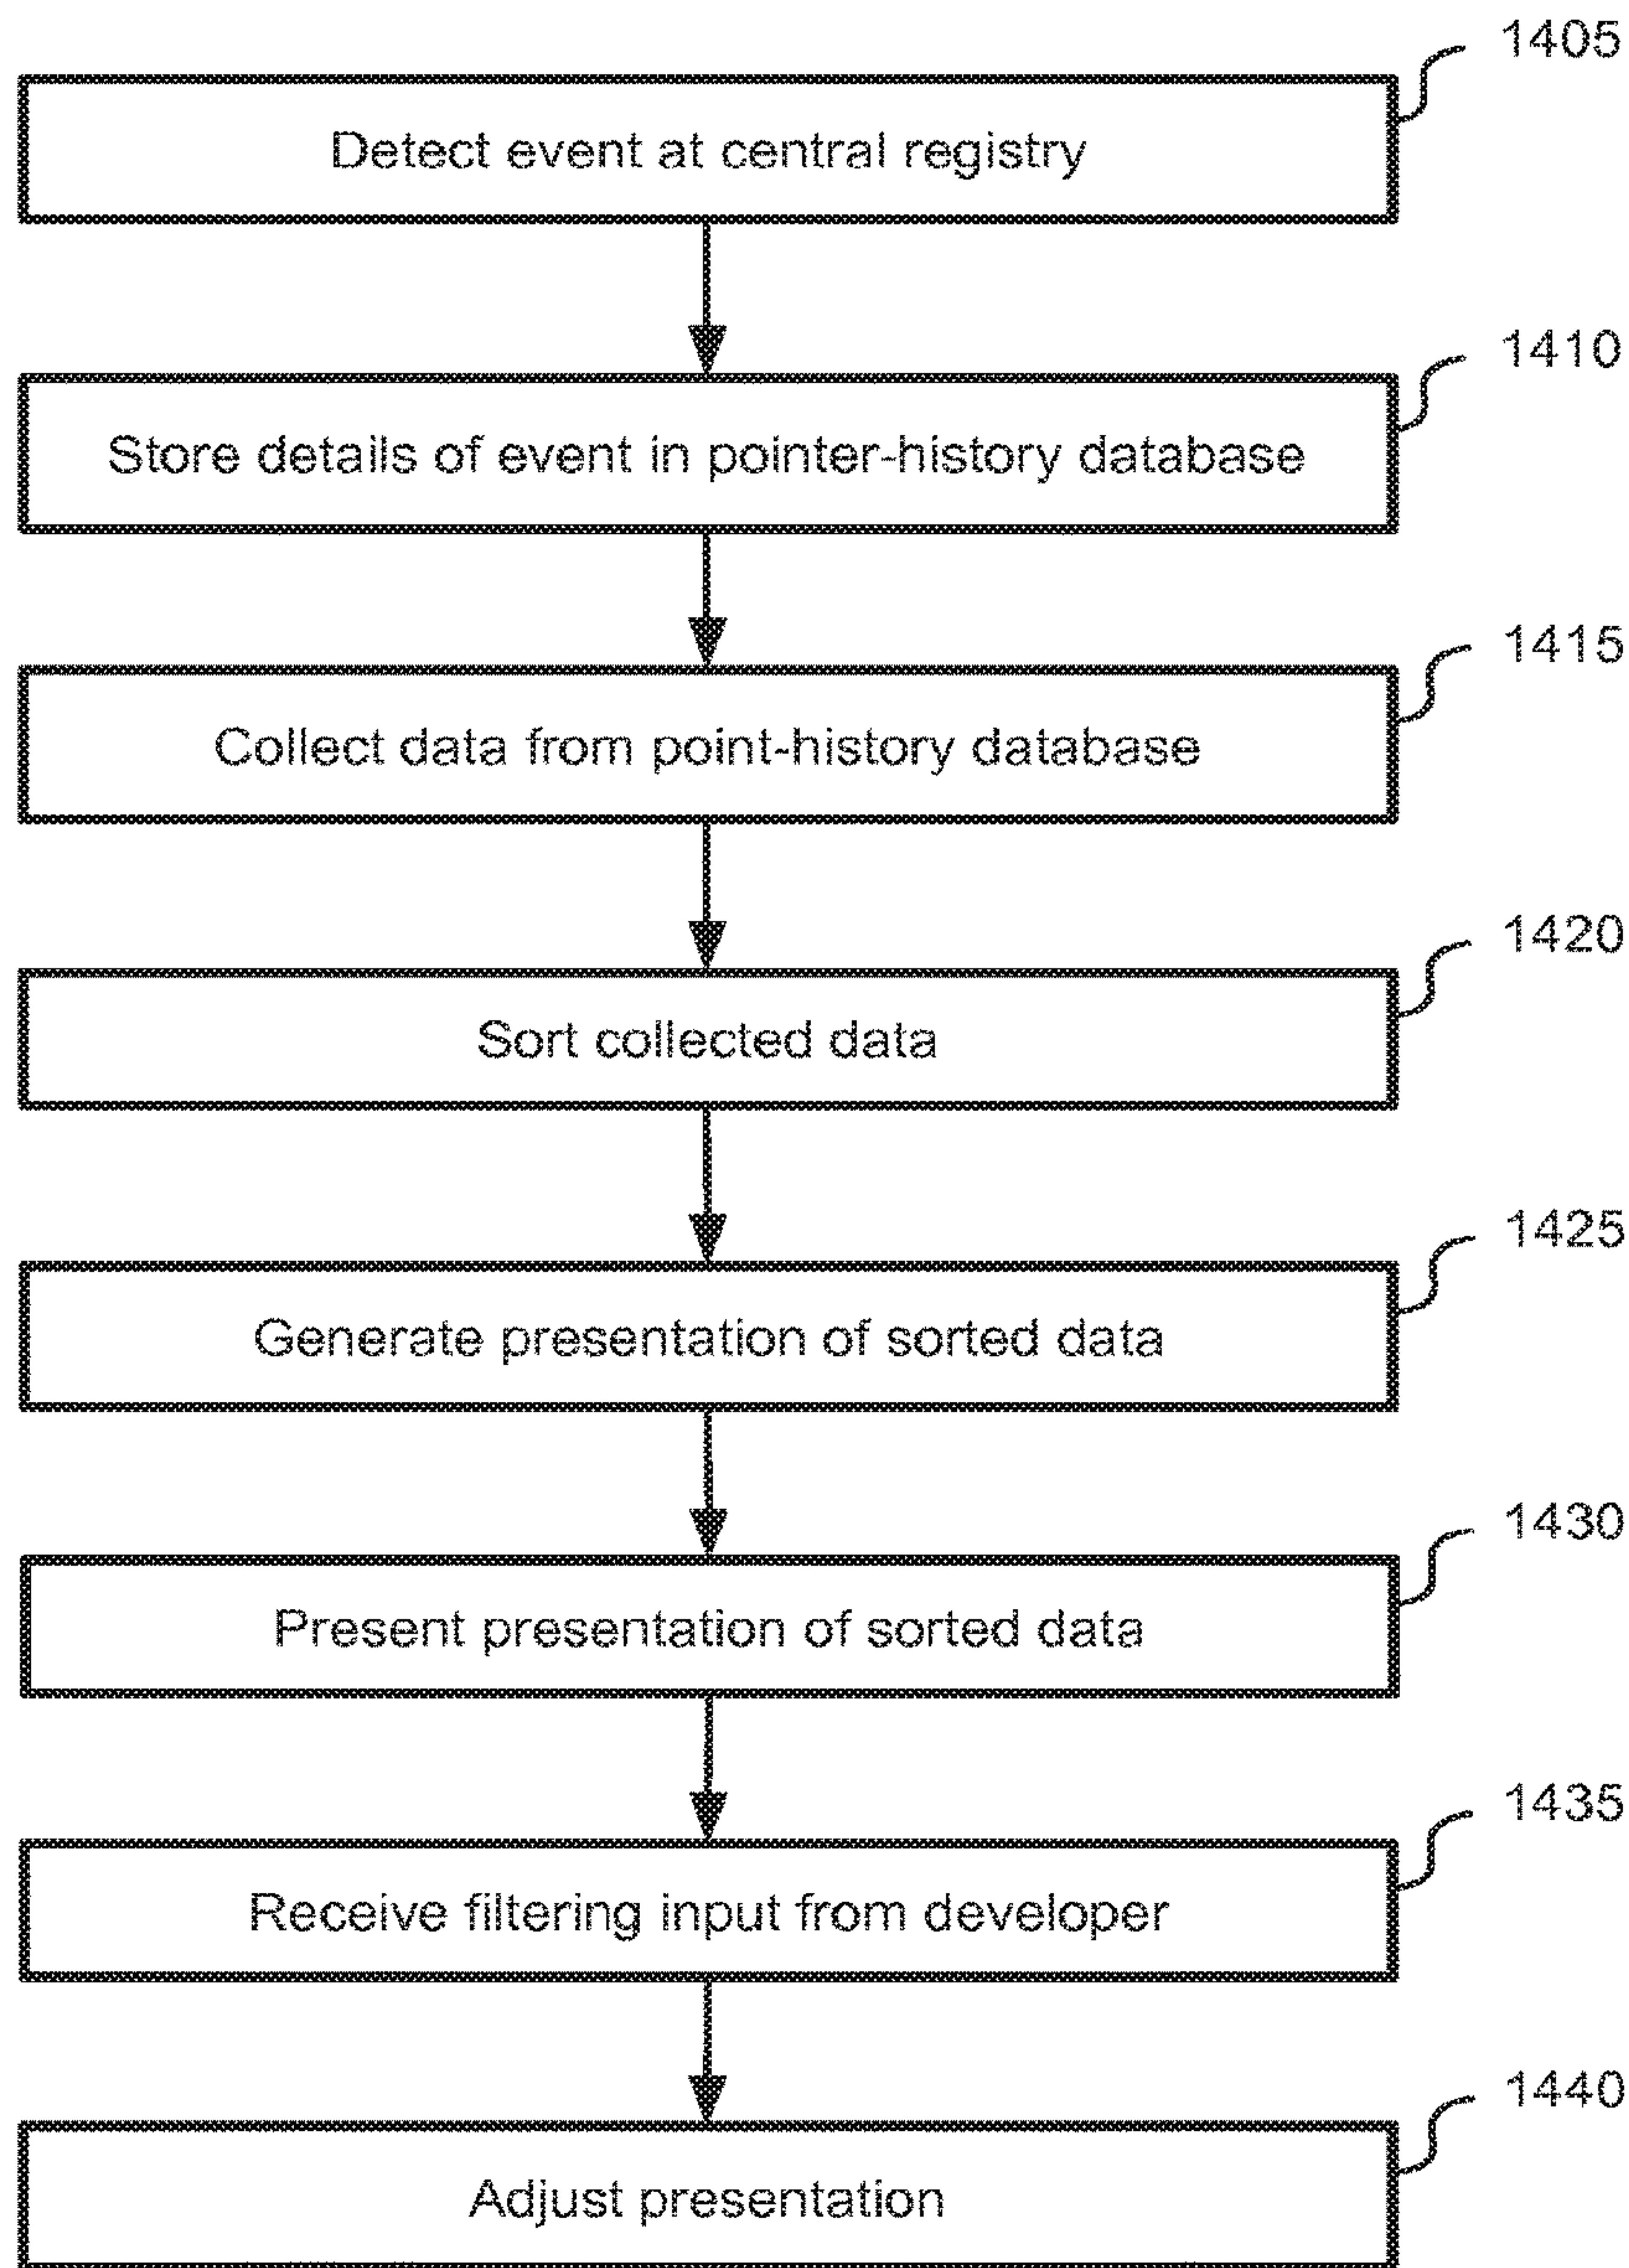 1405
Detect event at central registry
1410
Store details of event in pointer-history database
1415
Collect data from point-history database
1420
Sort collected data
1425
Generate presentation of sorted data
1430
Present presentation of sorted data
1435
Receive filtering input from developer
1440
Adjust presentation